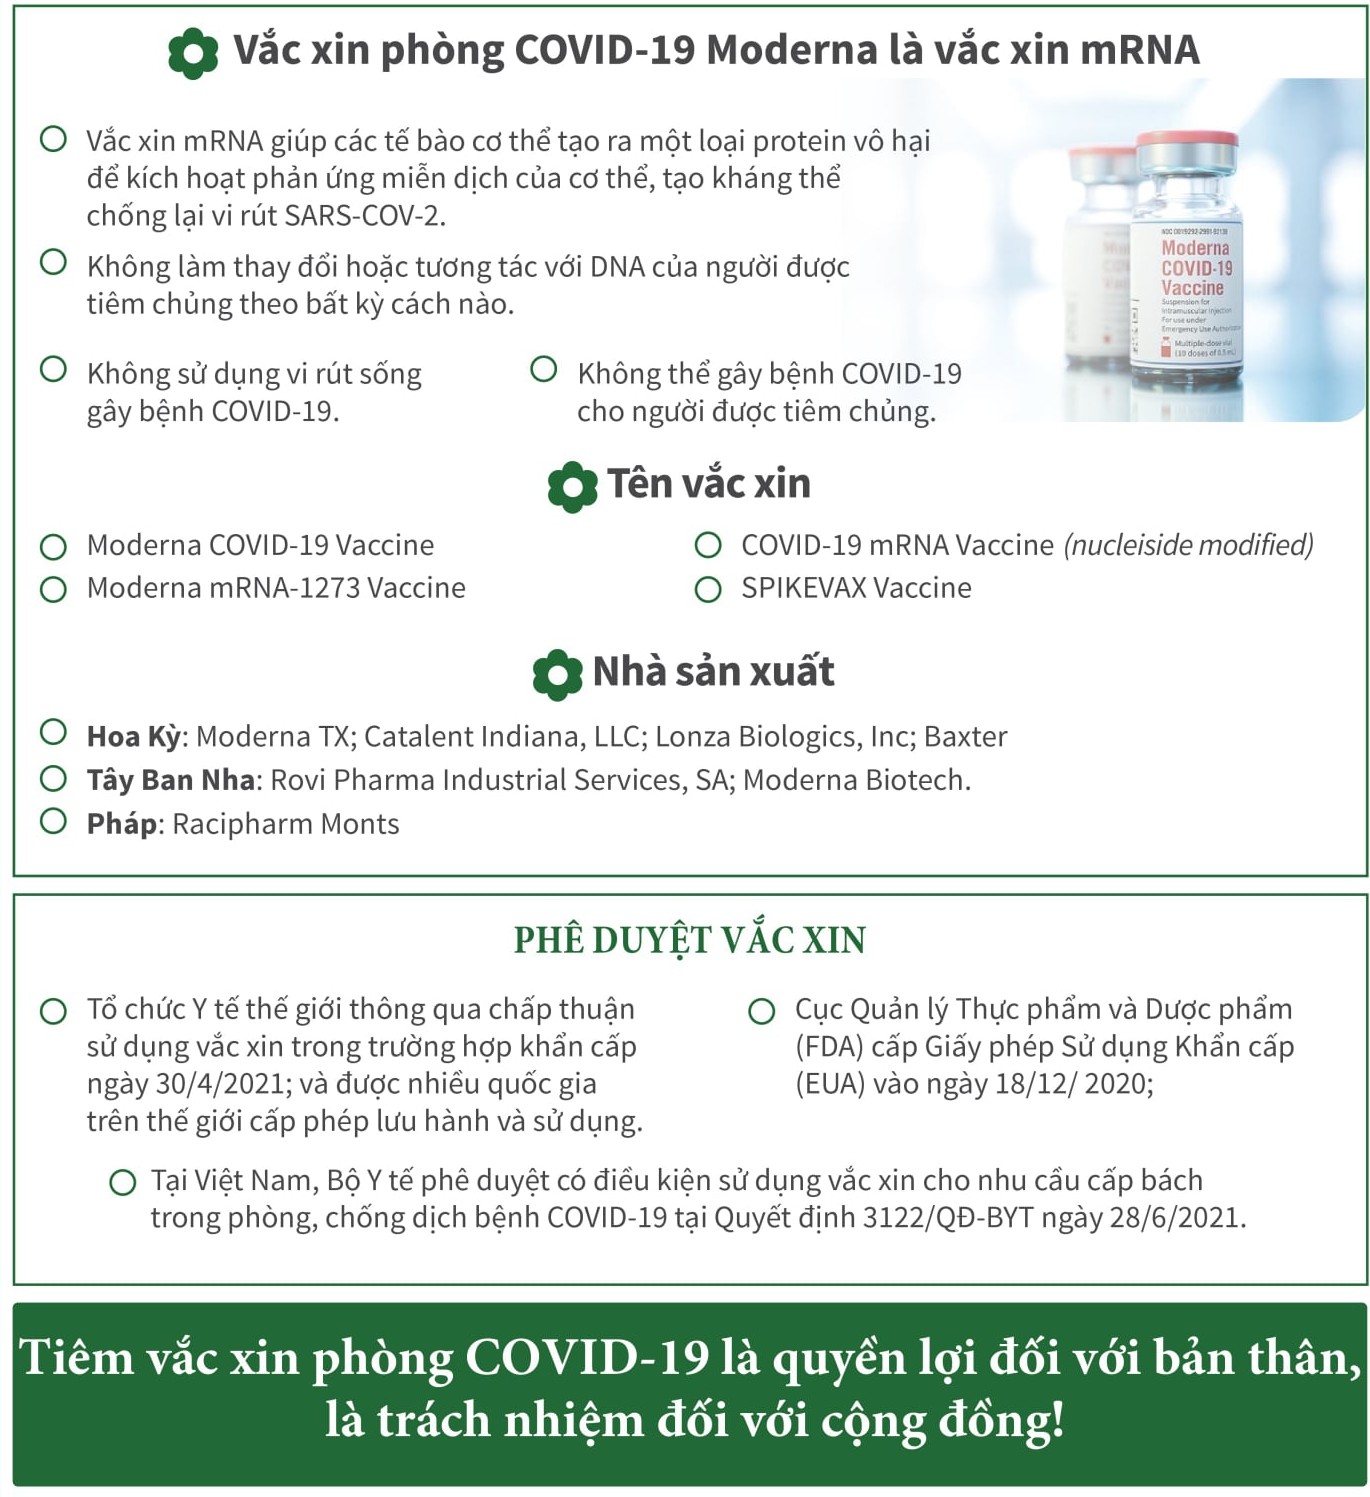 Vắc xin phòng COVID-19 Moderna là vắc xin mRNA
Vắc xin mRNA giúp các tế bào cơ thể tạo ra một loại protein vô hại
để kích hoạt phản ứng miễn dịch của cơ thể, tạo kháng thể
chống lại vi rút SARS-COV-2.
Không làm thay đổi hoặc tương tác với DNA của người được
tiêm chủng theo bất kỳ cách nào.
Không sử dụng vi rút sống
gây bệnh COVID-19.
Không thể gây bệnh COVID-19
cho người được tiêm chủng.
Moderna
COVID-19
Vaccine
Suspension for
Intramuscular Injection
For use under
Emergency Use
Multiple-dose vial
(10 doses of 0.5 mL)
Tên vắc xin
Moderna COVID-19 Vaccine
Moderna mRNA-1273 Vaccine
COVID-19 mRNA Vaccine (nucleiside modified)
SPIKEVAX Vaccine
Nhà sản xuất
Hoa Kỳ: Moderna TX; Catalent Indiana, LLC; Lonza Biologics, Inc; Baxter
Tây Ban Nha: Rovi Pharma Industrial Services, SA; Moderna Biotech.
Pháp: Racipharm Monts
PHÊ DUYỆT VẮC XIN
Tổ chức Y tế thế giới thông qua chấp thuận
sử dụng vắc xin trong trường hợp khẩn cấp
ngày 30/4/2021; và được nhiều quốc gia
trên thế giới cấp phép lưu hành và sử dụng.
Cục Quản lý Thực phẩm và Dược phẩm
(FDA) cấp Giấy phép Sử dụng Khẩn cấp
(EUA) vào ngày 18/12/ 2020;
Tại Việt Nam, Bộ Y tế phê duyệt có điều kiện sử dụng vắc xin cho nhu cầu cấp bách
trong phòng, chống dịch bệnh COVID-19 tại Quyết định 3122/QĐ-BYT ngày 28/6/2021.
Tiêm vắc xin phòng COVID-19 là quyền lợi đối với bản thân,
là trách nhiệm đối với cộng đồng!